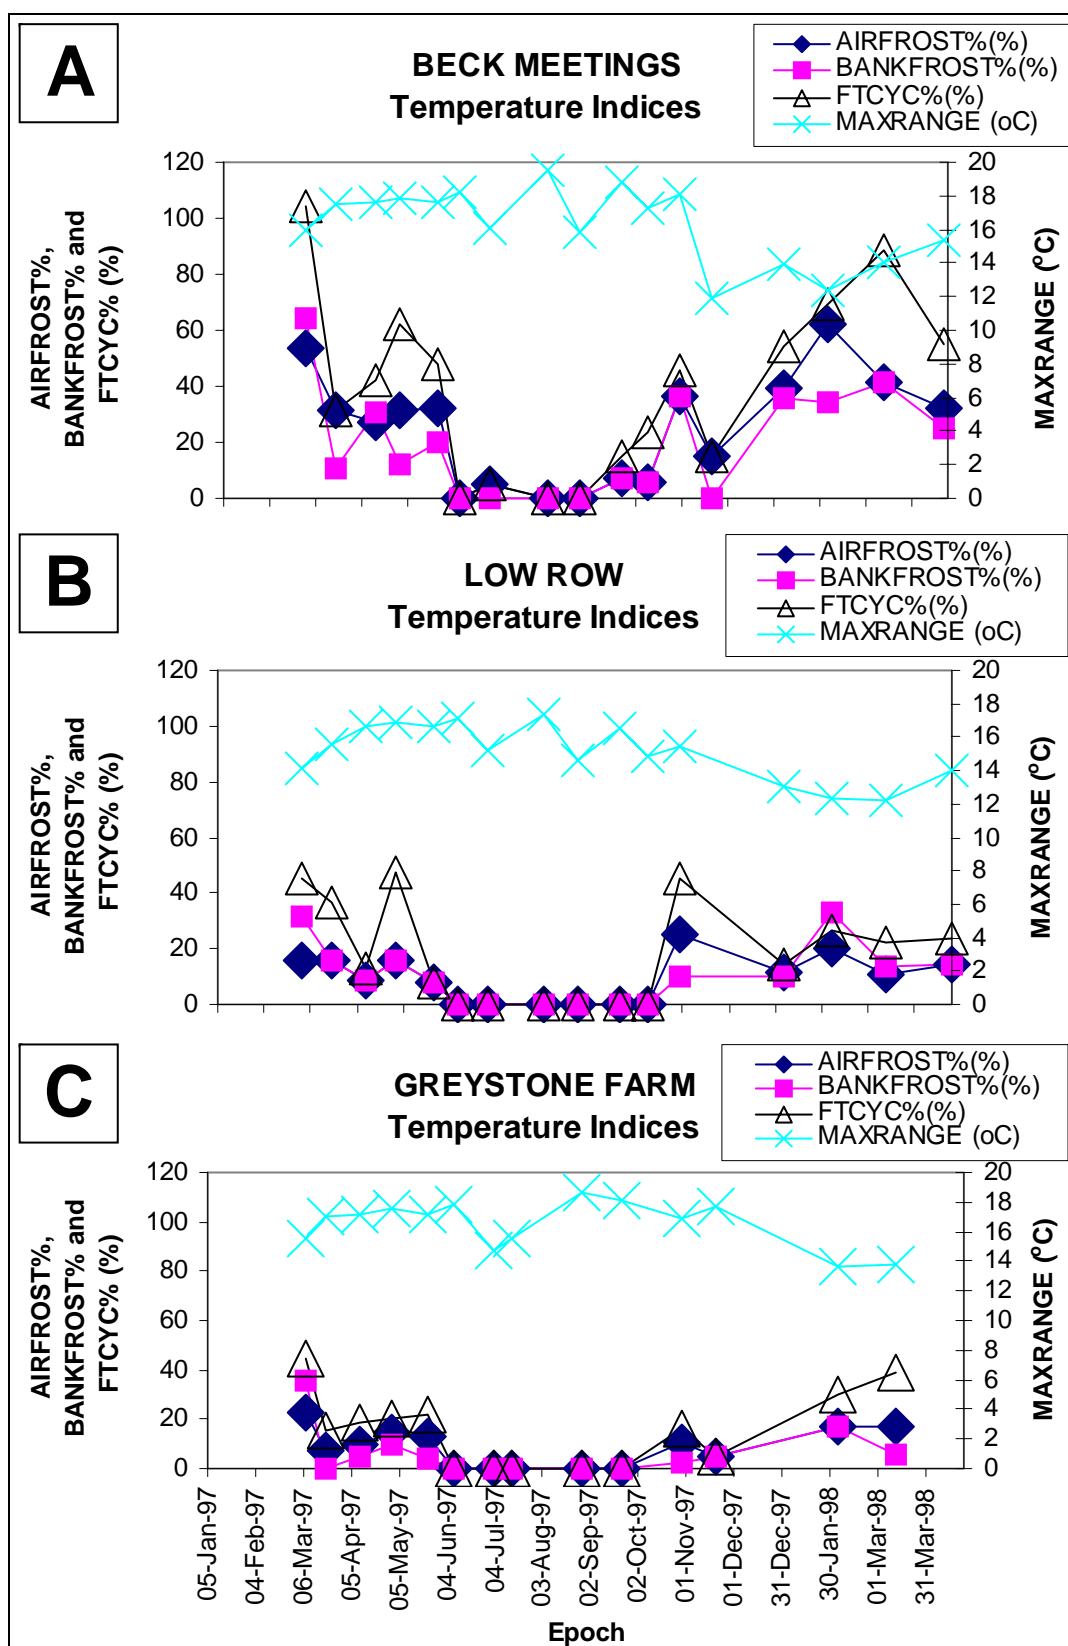 A
BECK MEETINGS
Temperature Indices
AIRFROST%(%)
BANKFROST%(%)
FTCYC%(%)
MAXRANGE (oC)
AIRFROST%,
BANKFROST% and
FTCYC% (%)
120
100
80
60
40
20
0
20
18
16
14
12
10
8
6
4
2
0
MAXRANGE (°C)
B
LOW ROW
Temperature Indices
AIRFROST%(%)
BANKFROST%(%)
FTCYC%(%)
MAXRANGE (oC)
AIRFROST%,
BANKFROST% and
FTCYC% (%)
120
100
80
60
40
20
0
20
18
16
14
12
10
8
6
4
2
0
MAXRANGE (°C)
C
GREYSTONE FARM
Temperature Indices
AIRFROST%(%)
BANKFROST%(%)
FTCYC%(%)
MAXRANGE (oC)
AIRFROST%,
BANKFROST% and
FTCYC% (%)
120
100
80
60
40
20
0
20
18
16
14
12
10
8
6
4
2
0
MAXRANGE (°C)
05-Jan-97
04-Feb-97
06-Mar-97
05-Apr-97
05-May-97
04-Jun-97
04-Jul-97
03-Aug-97
02-Sep-97
02-Oct-97
01-Nov-97
01-Dec-97
31-Dec-97
30-Jan-98
01-Mar-98
31-Mar-98
Epoch